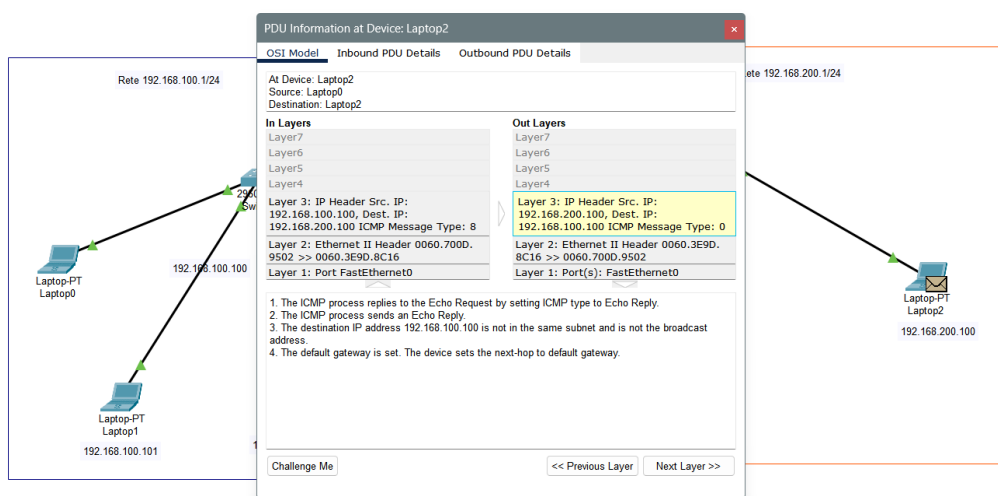 PDU Information at Device: Laptop2
OSI Model Inbound PDU Details Outbound PDU Details
At Device: Laptop2
Source: Laptop0
Destination: Laptop2
In Layers
Layer7
Layer6
Layer5
Layer4
Layer 3: IP Header Src. IP:
192.168.100.100, Dest. IP:
192.168.200.100 ICMP Message Type: 8
Layer 2: Ethernet II Header 0060.700D.
9502 >> 0060.3E9D.8C16
Layer 1: Port FastEthernet0
Out Layers
Layer7
Layer6
Layer5
Layer4
Layer 3: IP Header Src. IP:
192.168.200.100, Dest. IP:
192.168.100.100 ICMP Message Type: 0
Layer 2: Ethernet II Header 0060.3E9D.
8C16 >> 0060.700D.9502
Layer 1: Port(s): FastEthernet0
1. The ICMP process replies to the Echo Request by setting ICMP type to Echo Reply.
2. The ICMP process sends an Echo Reply.
3. The destination IP address 192.168.100.100 is not in the same subnet and is not the broadcast
address.
4. The default gateway is set. The device sets the next-hop to default gateway.
Challenge Me
<< Previous Layer
Next Layer >>
Rete 192.168.100.1/24
192.168.100.100
Laptop-PT
Laptop0
Laptop-PT
Laptop1
192.168.100.101
ete 192.168.200.1/24
Laptop-PT
Laptop2
192.168.200.100